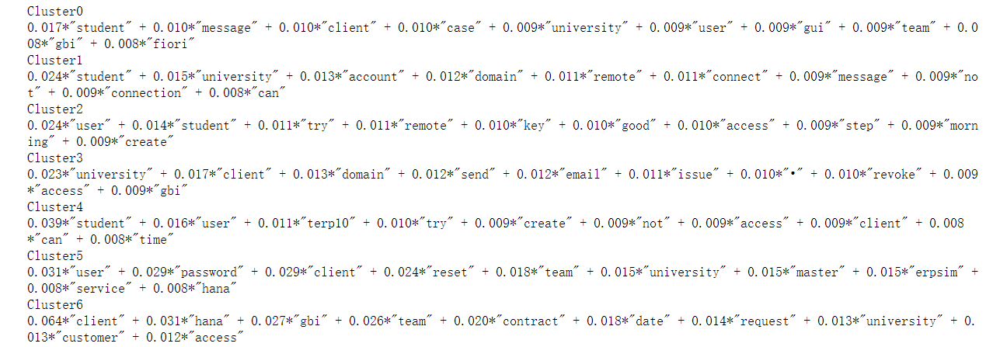 Cluster0
0.017*"student" + 0.010*"message" + 0.010*"client" + 0.010*"case" + 0.009*"university" + 0.009*"user" + 0.009*"gui" + 0.009*"team" + 0.0
08*"gbi" + 0.008*"fiori"
Cluster1
0.024*"student" + 0.015*"university" + 0.013*"account" + 0.012*"domain" + 0.011*"remote" + 0.011*"connect" + 0.009*"message" + 0.009*"no
t" + 0.009*"connection" + 0.008*"can"
Cluster2
0.024*"user" + 0.014*"student" + 0.011*"try" + 0.011*"remote" + 0.010*"key" + 0.010*"good" + 0.010*"access" + 0.009*"step" + 0.009*"morn
ing" + 0.009*"create"
Cluster3
0.023*"university" + 0.017*"client" + 0.013*"domain" + 0.012*"send" + 0.012*"email" + 0.011*"issue" + 0.010*"•" + 0.010*"revoke" + 0.009
*"access" + 0.009*"gbi"
Cluster4
0.039*"student" + 0.016*"user" + 0.011*"terp10" + 0.010*"try" + 0.009*"create" + 0.009*"not" + 0.009*"access" + 0.009*"client" + 0.008
*"can" + 0.008*"time"
Cluster5
0.031*"user" + 0.029*"password" + 0.029*"client" + 0.024*"reset" + 0.018*"team" + 0.015*"university" + 0.015*"master" + 0.015*"erpsim" +
0.008*"service" + 0.008*"hana"
Cluster6
0.064*"client" + 0.031*"hana" + 0.027*"gbi" + 0.026*"team" + 0.020*"contract" + 0.018*"date" + 0.014*"request" + 0.013*"university" + 0.
013*"customer" + 0.012*"access"